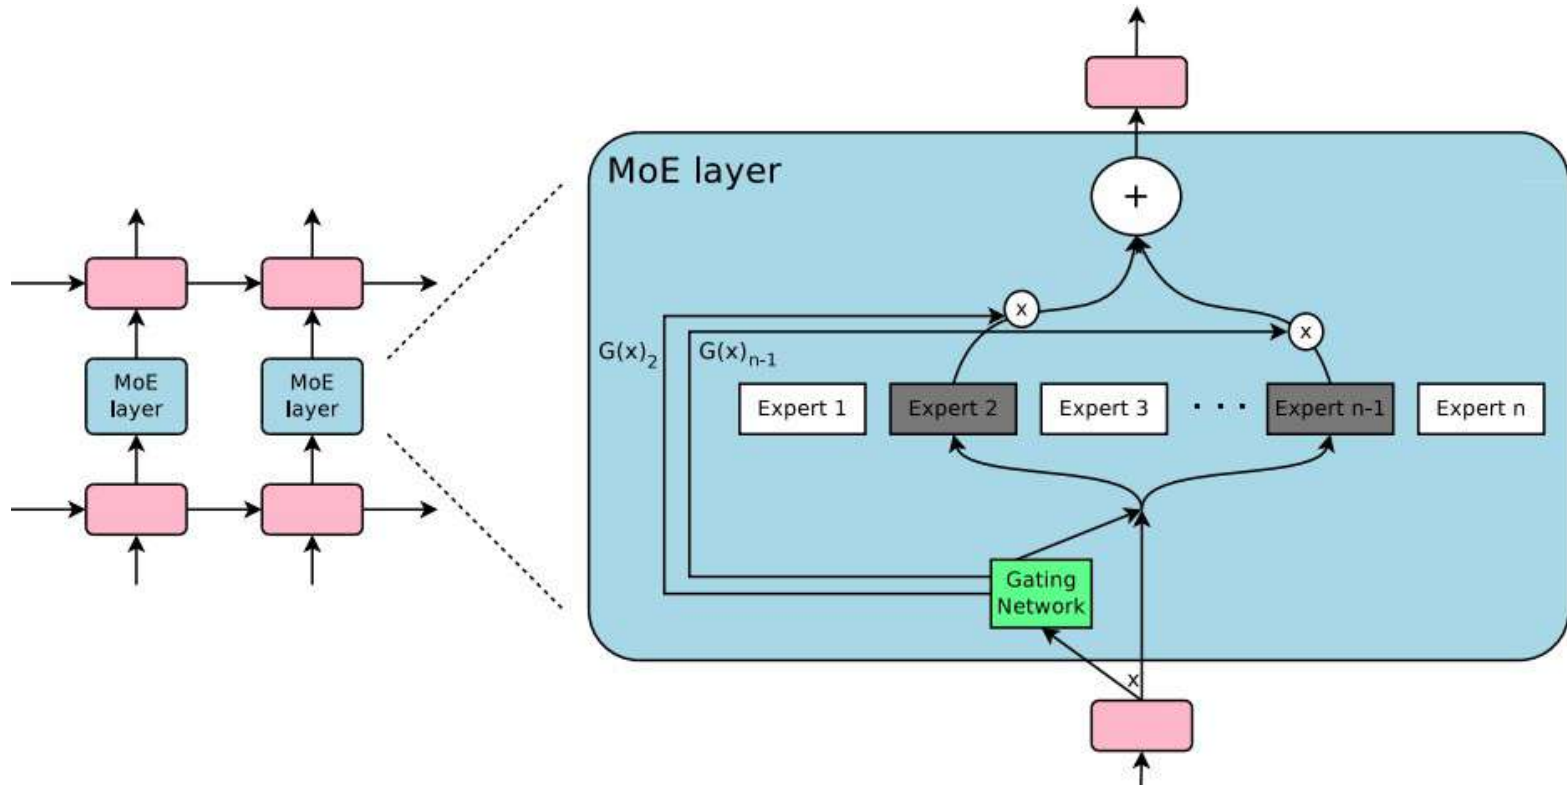 MoE layer
+
x
x
G(x)2
G(x)n-1
MoE
layer
MoE
layer
Expert 1
Expert 2
Expert 3
. . .
Expert n-1
Expert n
Gating
Network
x